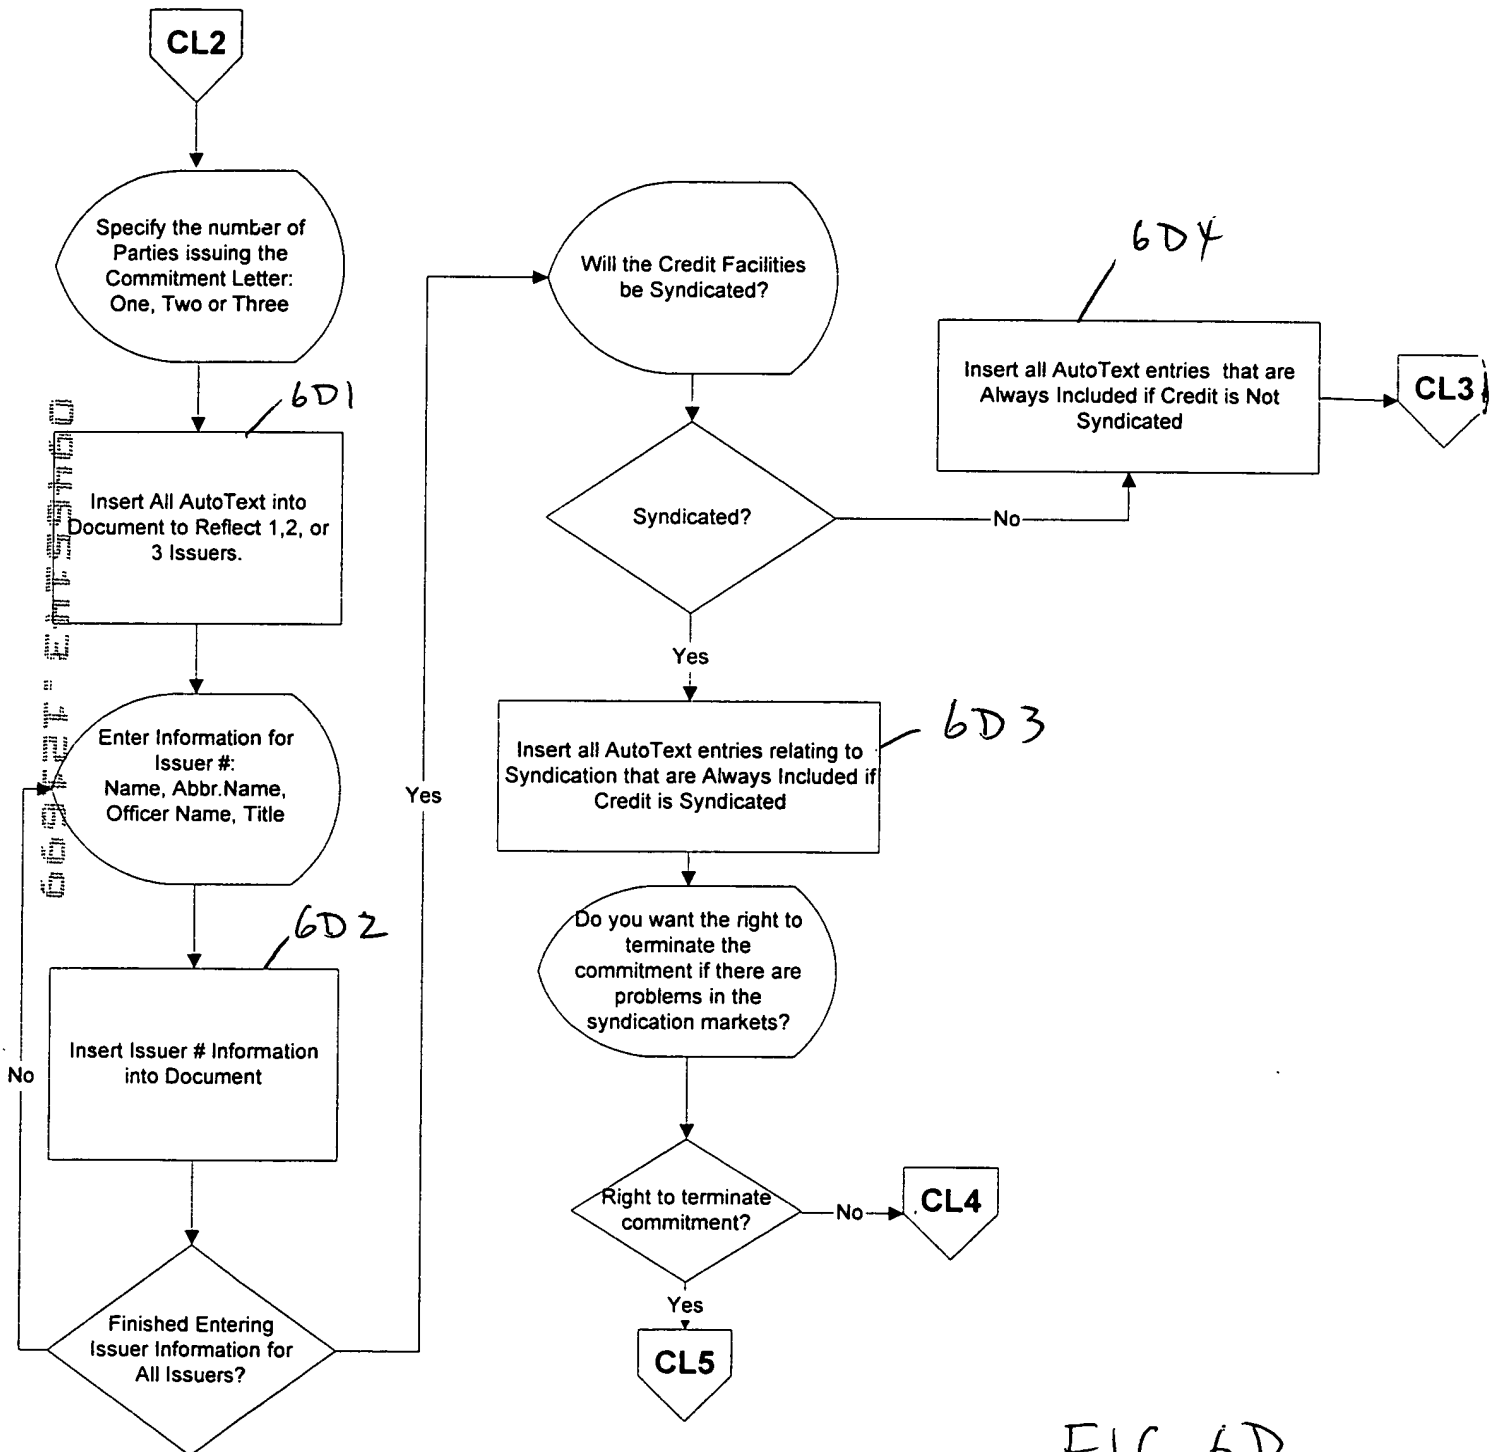 CL2
Specify the number of
Parties issuing the
Commitment Letter:
One, Two or Three
6D1
Insert All AutoText into
Document to Reflect 1,2, or
3 Issuers.
Enter Information for
Issuer #:
Name, Abbr.Name,
Officer Name, Title
6D2
Insert Issuer # Information
into Document
No
Finished Entering
Issuer Information for
All Issuers?
Yes
Will the Credit Facilities
be Syndicated?
Syndicated?
No
6D4
Insert all AutoText entries that are
Always Included if Credit is Not
Syndicated
CL3
Yes
6D3
Insert all AutoText entries relating to
Syndication that are Always Included if
Credit is Syndicated
Do you want the right to
terminate the
commitment if there are
problems in the
syndication markets?
Right to terminate
commitment?
No
CL4
Yes
CL5
FIG 6D